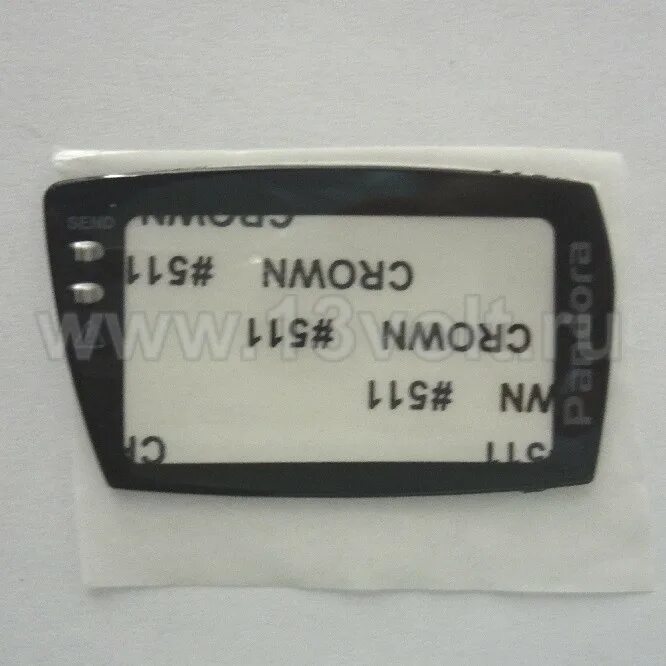 SEND
CROWN
#511 CROWN
#511 CROWN
#511
Pandora
www.13volt.ru